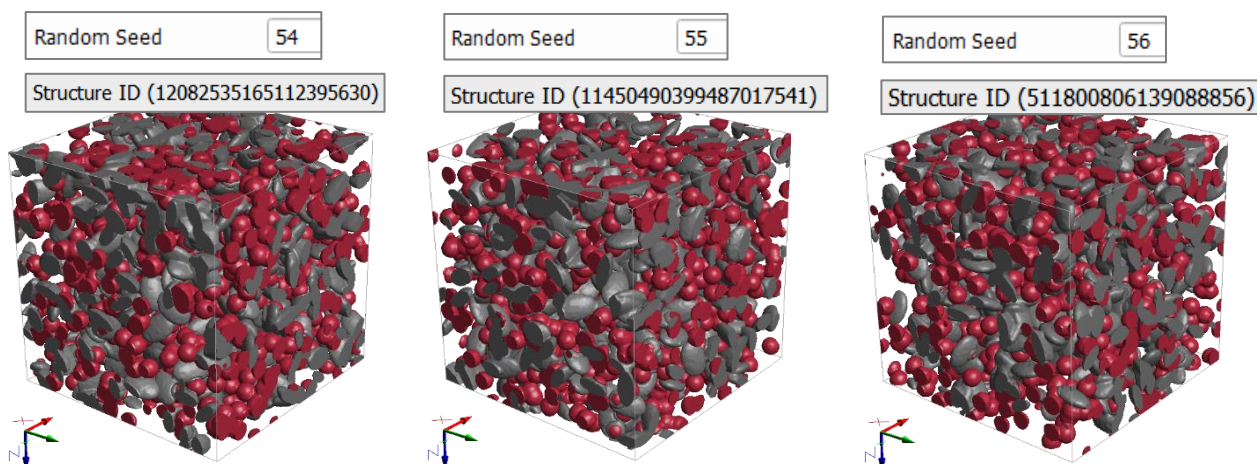 Random Seed 54
Structure ID (12082535165112395630)
Random Seed 55
Structure ID (11450490399487017541)
Random Seed 56
Structure ID (5118008061390888856)
X
Z
X
Z
X
Z